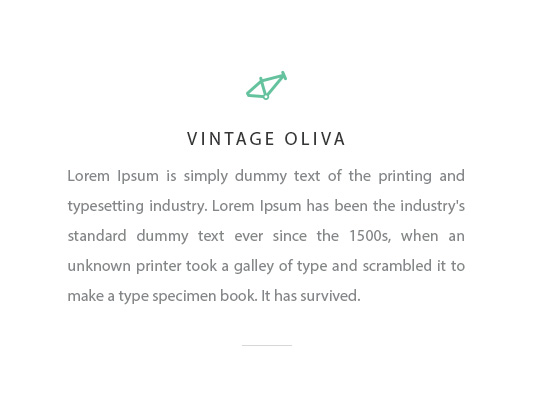 VINTAGE OLIVA
Lorem Ipsum is simply dummy text of the printing and
typesetting industry. Lorem Ipsum has been the industry's
standard dummy text ever since the 1500s, when an
unknown printer took a galley of type and scrambled it to
make a type specimen book. It has survived.